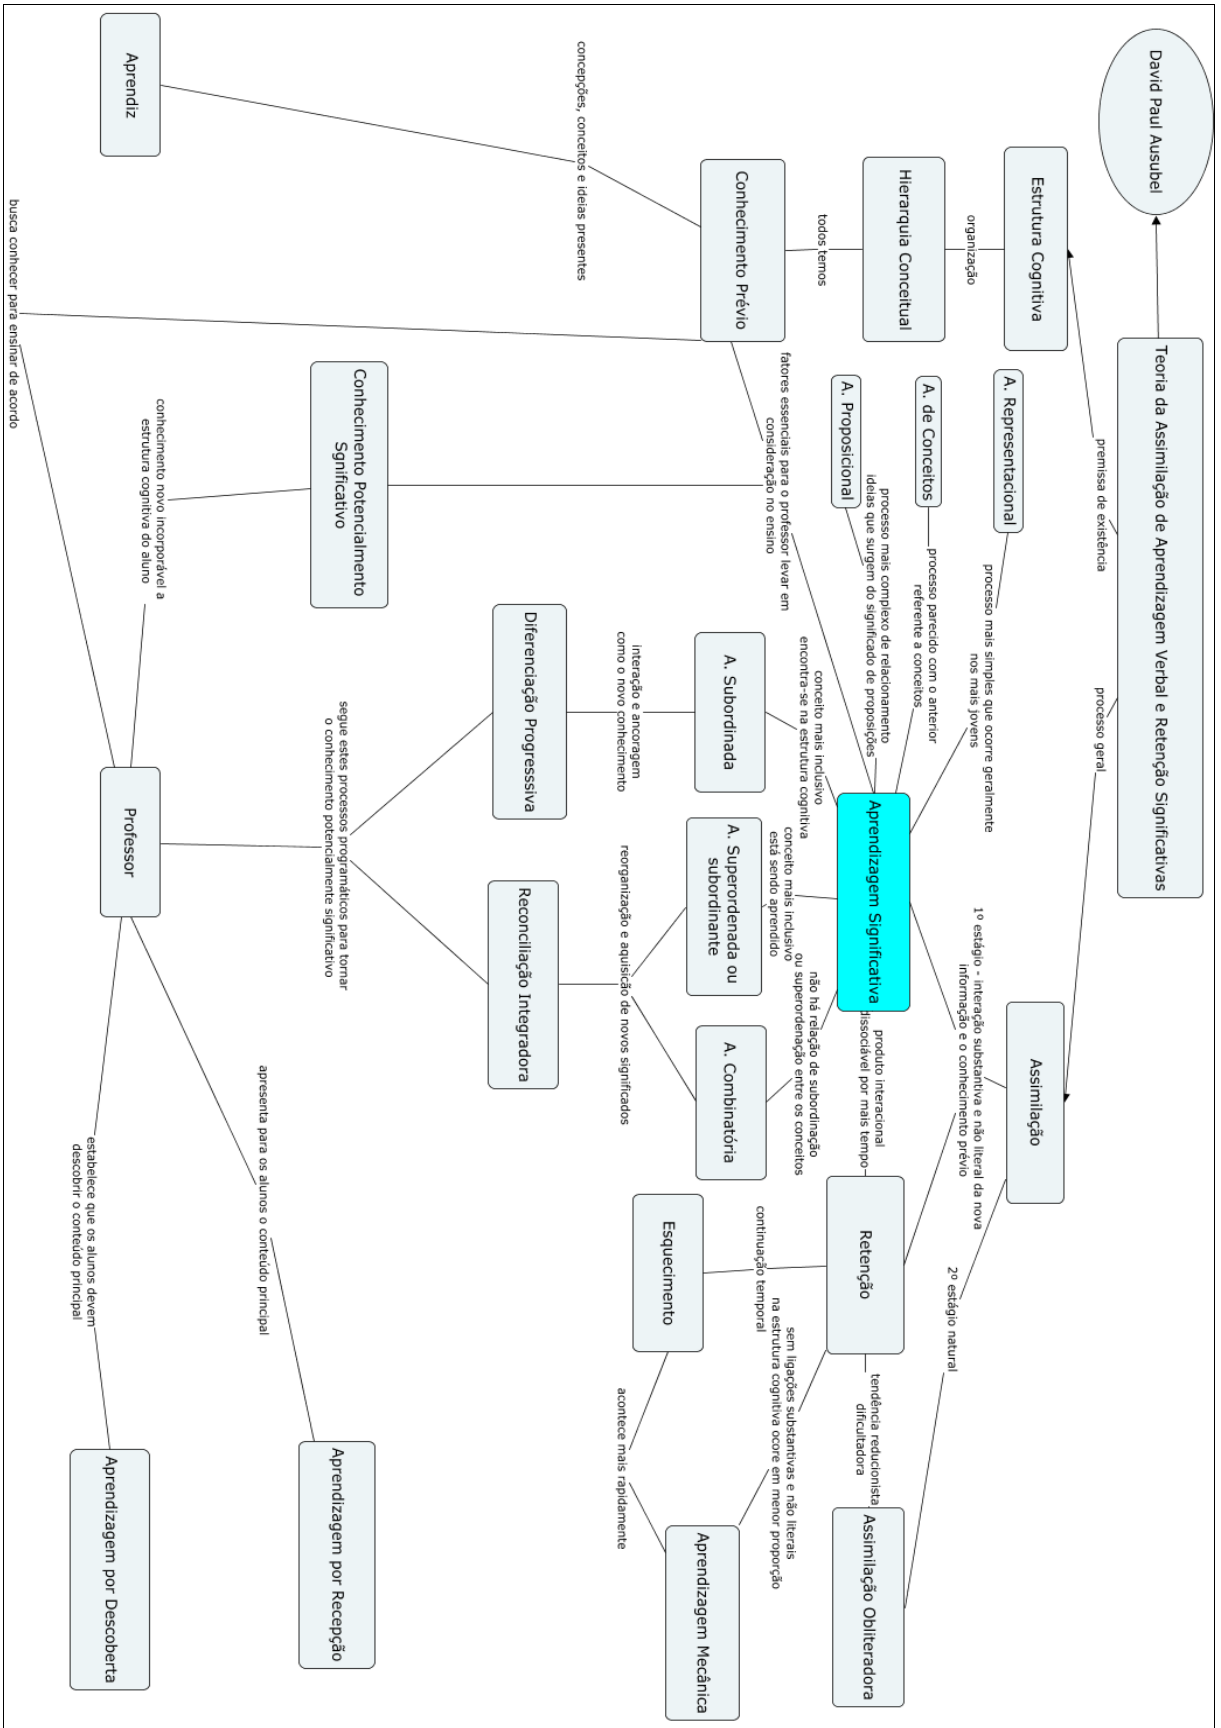 David Paul Ausubel
Teoria da Assimilação de Aprendizagem Verbal e Retenção Significativas
premissa de existência
processo geral
Estrutura Cognitiva
organização
Hierarquia Conceitual
todos temos
Conhecimento Prévio
concepções, conceitos e ideias presentes
Aprendiz
A. Representacional
processo mais simples que ocorre geralmente
nos mais jovens
A. de Conceitos
processo parecido com o anterior
referente a conceitos
A. Proposicional
processo mais complexo de relacionamento
ideias que surgem do significado de proposições
fatores essenciais para o professor levar em
consideração no ensino
Assimilação
1º estágio - interação substantiva e não literal da nova
informação e o conhecimento prévio
2º estágio natural
Aprendizagem Significativa
produto interacional
dissociável por mais tempo
Retenção
tendência reducionista
dificultadora
Assimilação Obliteradora
conceito mais inclusivo
encontra-se na estrutura cognitiva
conceito mais inclusivo
está sendo aprendido
não há relação de subordinação
ou superordenação entre os conceitos
continuação temporal
sem ligações substantivas e não literais
na estrutura cognitiva ocore em menor proporção
A. Subordinada
A. Superordenada ou
subordinante
A. Combinatória
Esquecimento
acontece mais rapidamente
Aprendizagem Mecânica
interação e ancoragem
como o novo conhecimento
reorganização e aquisição de novos significados
Diferenciação Progresssiva
Reconciliação Integradora
Conhecimento Potencialmento
Sgnificativo
segue estes processos programáticos para tornar
o conhecimento potencialmente significativo
conhecimento novo incorporável a
estrutura cognitiva do aluno
apresenta para os alunos o conteúdo principal
Aprendizagem por Recepção
Professor
estabelece que os alunos devem
descobrir o conteúdo principal
Aprendizagem por Descoberta
busca conhecer para ensinar de acordo